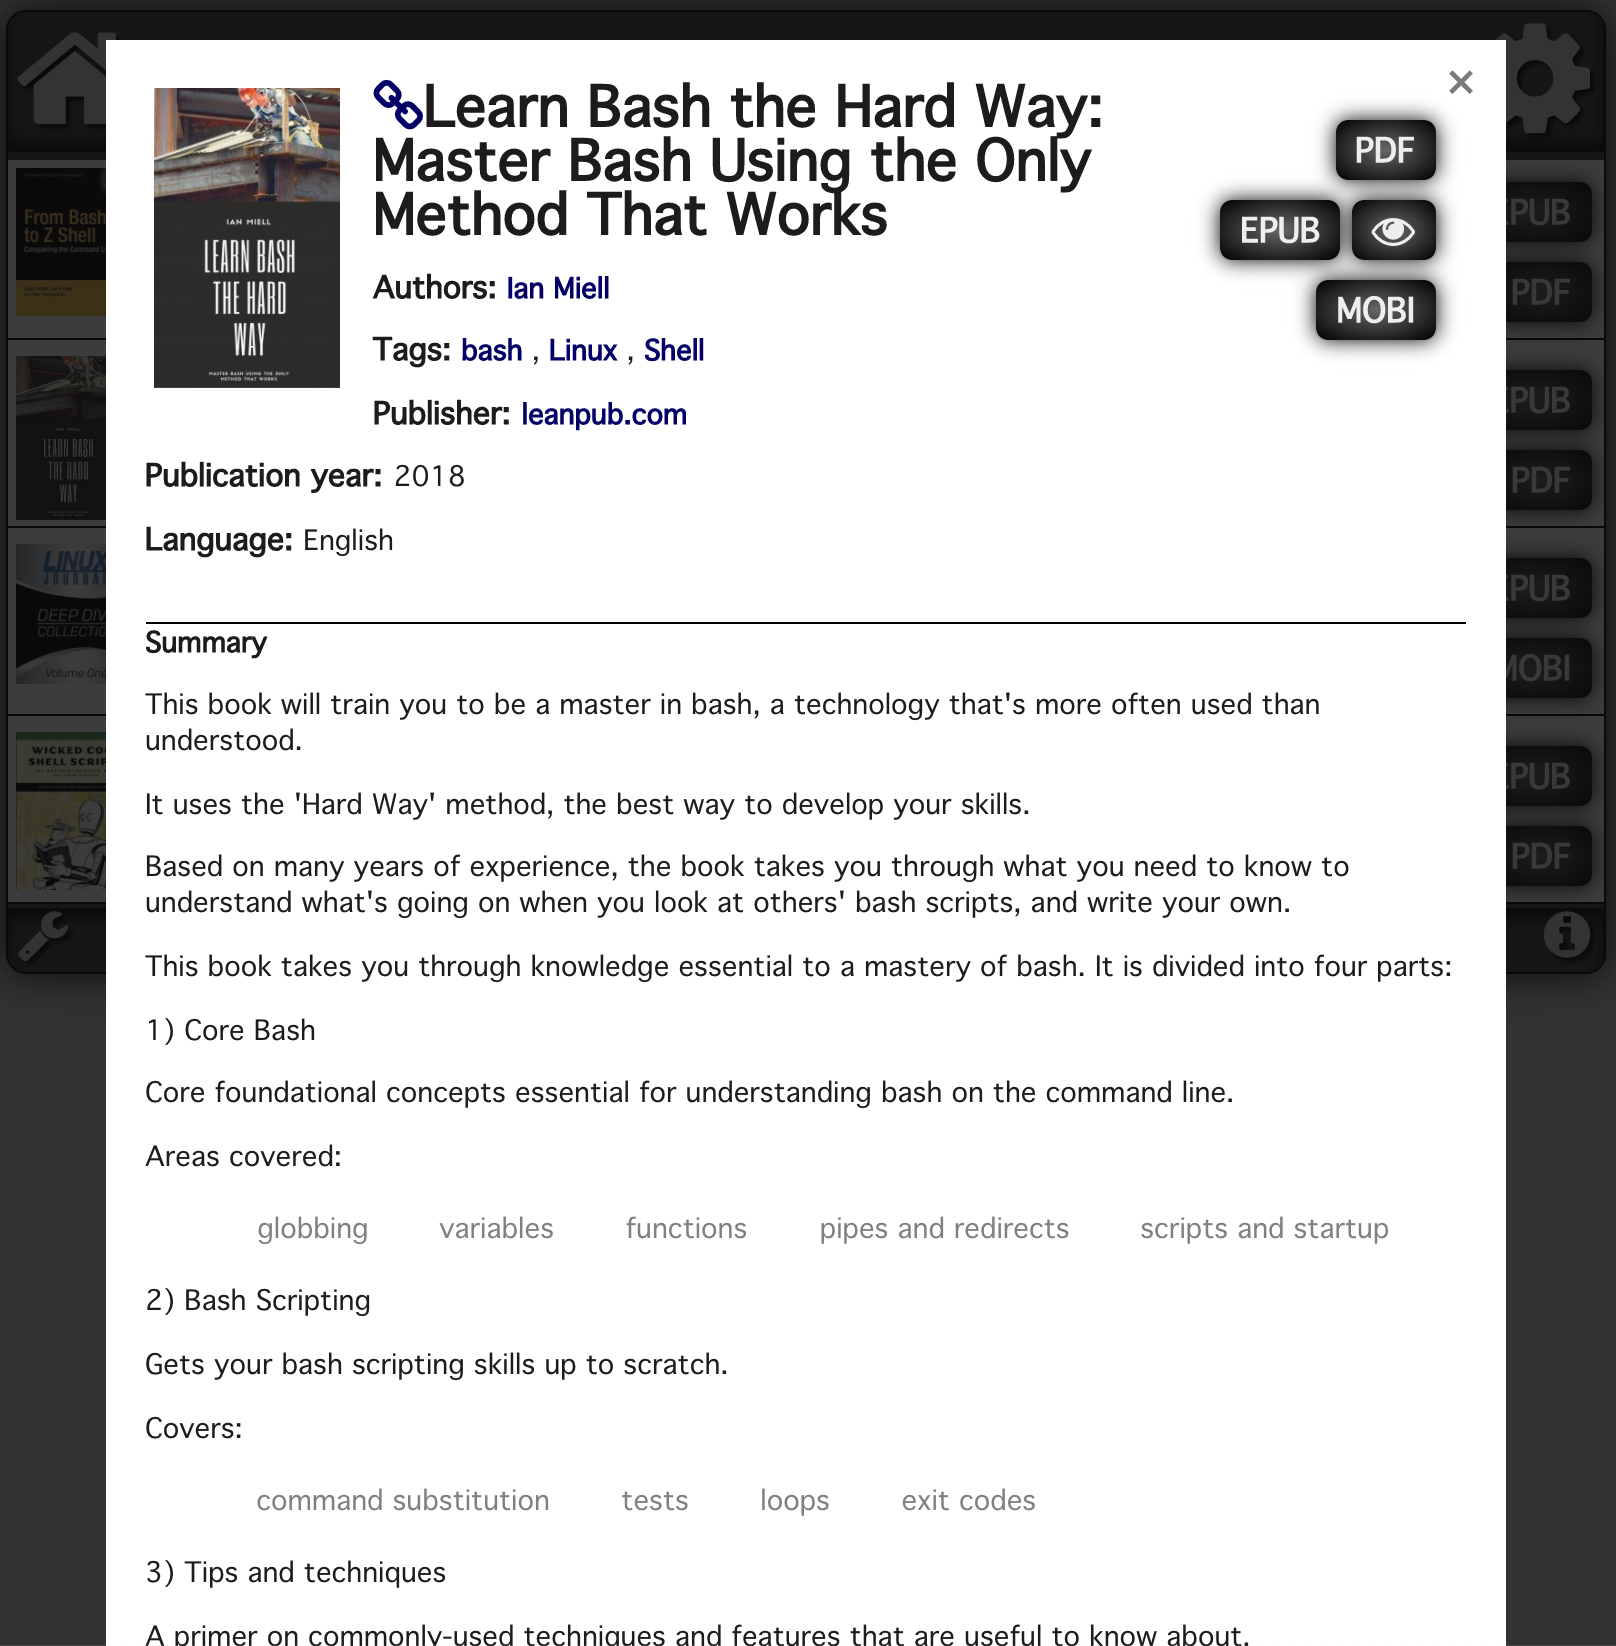 Learn Bash the Hard Way:
Master Bash Using the Only
Method That Works
Authors: Ian Miell
Tags: bash , Linux , Shell
Publisher: leanpub.com
Publication year: 2018
Language: English
PDF
EPUB
MOBI
IAN MIELL
LEARN BASH
THE HARD
WAY
MASTER BASH USING THE ONLY
METHOD THAT WORKS
Summary
This book will train you to be a master in bash, a technology that's more often used than
understood.
It uses the 'Hard Way' method, the best way to develop your skills.
Based on many years of experience, the book takes you through what you need to know to
understand what's going on when you look at others' bash scripts, and write your own.
This book takes you through knowledge essential to a mastery of bash. It is divided into four parts:
1) Core Bash
Core foundational concepts essential for understanding bash on the command line.
Areas covered:
globbing variables functions pipes and redirects scripts and startup
2) Bash Scripting
Gets your bash scripting skills up to scratch.
Covers:
command substitution tests loops exit codes
3) Tips and techniques
A primer on commonly-used techniques and features that are useful to know about.
From Bash
to Z Shell
IAN MIELL
LEARN BASH
THE HARD
WAY
LINUX
DEEP
Volume One
WICKED
SHELL
PDF
PDF
PDF